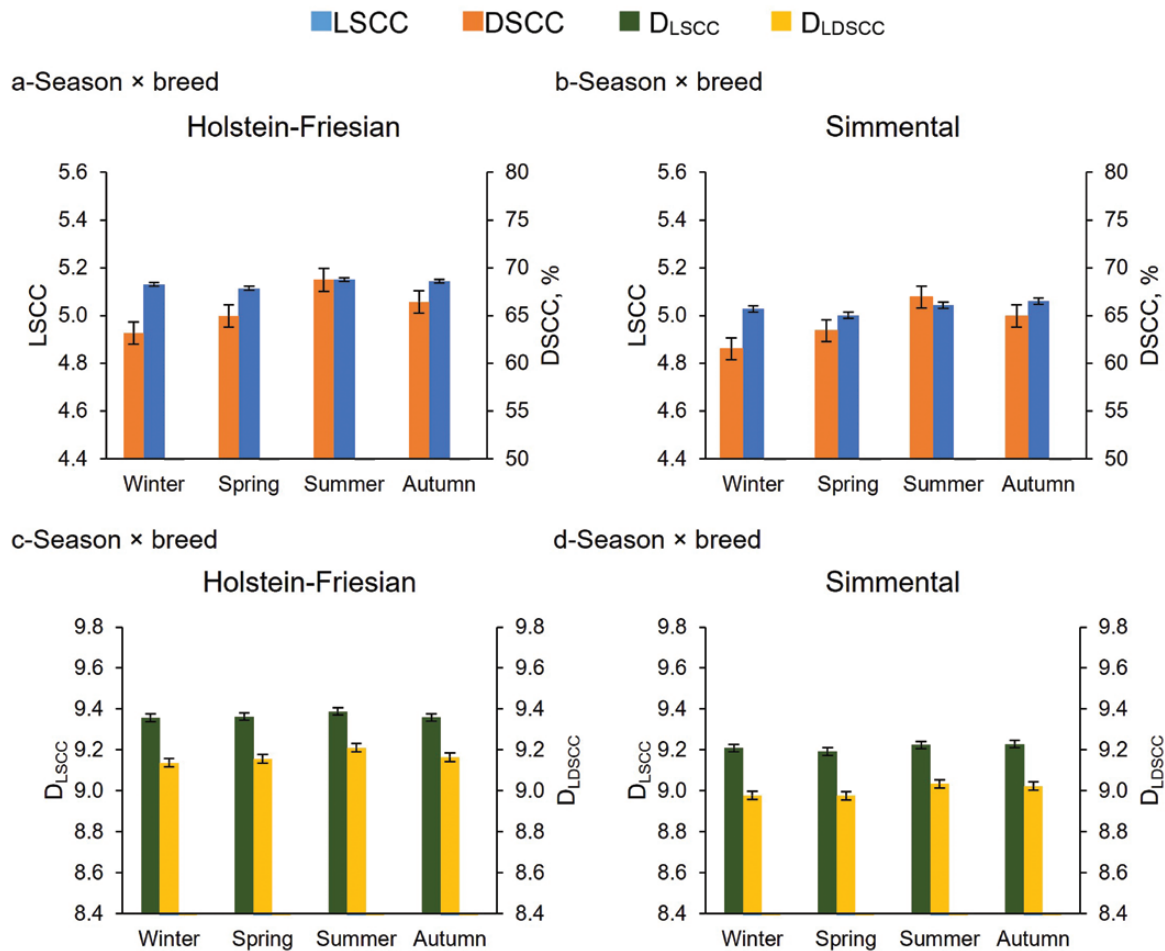 LSCC DSCC DLSCC DLDSCC
a-Season × breed
Holstein-Friesian
5.6
5.4
5.2
5.0
4.8
4.6
4.4
LSCC
80
75
70
65
60
55
50
DSCC, %
Winter Spring Summer Autumn
b-Season × breed
Simmental
5.6
5.4
5.2
5.0
4.8
4.6
4.4
LSCC
80
75
70
65
60
55
50
DSCC, %
Winter Spring Summer Autumn
c-Season × breed
Holstein-Friesian
9.8
9.6
9.4
9.2
9.0
8.8
8.6
8.4
DLSCC
9.8
9.6
9.4
9.2
9.0
8.8
8.6
8.4
DLDSCC
Winter Spring Summer Autumn
d-Season × breed
Simmental
9.8
9.6
9.4
9.2
9.0
8.8
8.6
8.4
DLSCC
9.8
9.6
9.4
9.2
9.0
8.8
8.6
8.4
DLDSCC
Winter Spring Summer Autumn